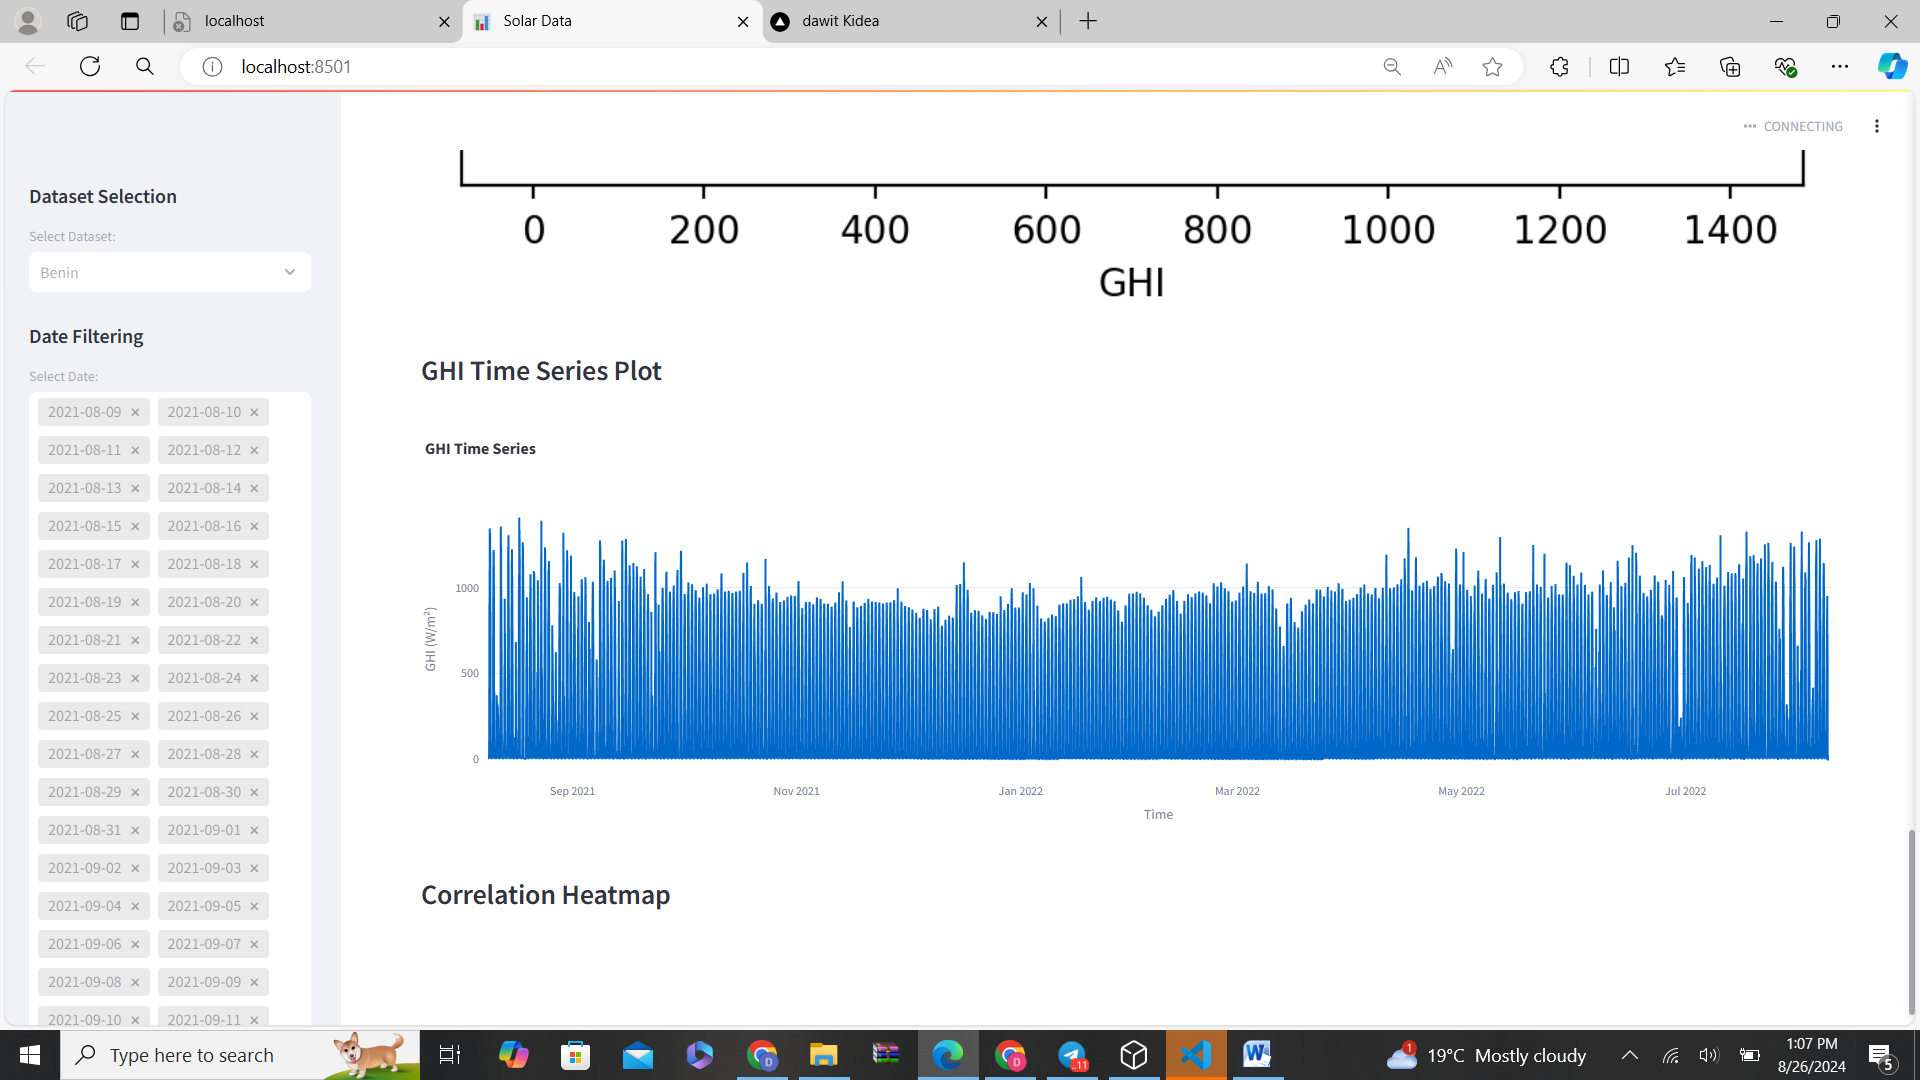 localhost
Solar Data
dawit Kidea
localhost:8501
CONNECTING
Dataset Selection
Select Dataset:
Benin
Date Filtering
Select Date:
2021-08-09 × 2021-08-10 ×
2021-08-11 × 2021-08-12 ×
2021-08-13 × 2021-08-14 ×
2021-08-15 × 2021-08-16 ×
2021-08-17 × 2021-08-18 ×
2021-08-19 × 2021-08-20 ×
2021-08-21 × 2021-08-22 ×
2021-08-23 × 2021-08-24 ×
2021-08-25 × 2021-08-26 ×
2021-08-27 × 2021-08-28 ×
2021-08-29 × 2021-08-30 ×
2021-08-31 × 2021-09-01 ×
2021-09-02 × 2021-09-03 ×
2021-09-04 × 2021-09-05 ×
2021-09-06 × 2021-09-07 ×
2021-09-08 × 2021-09-09 ×
2021-09-10 × 2021-09-11 ×
0 200 400 600 800 1000 1200 1400
GHI
GHI Time Series Plot
GHI Time Series
1000
500
0
GHI (W/m²)
Sep 2021 Nov 2021 Jan 2022 Mar 2022 May 2022 Jul 2022
Time
Correlation Heatmap
Type here to search
D
D
..11
1
19°C Mostly cloudy
1:07 PM
8/26/2024
5